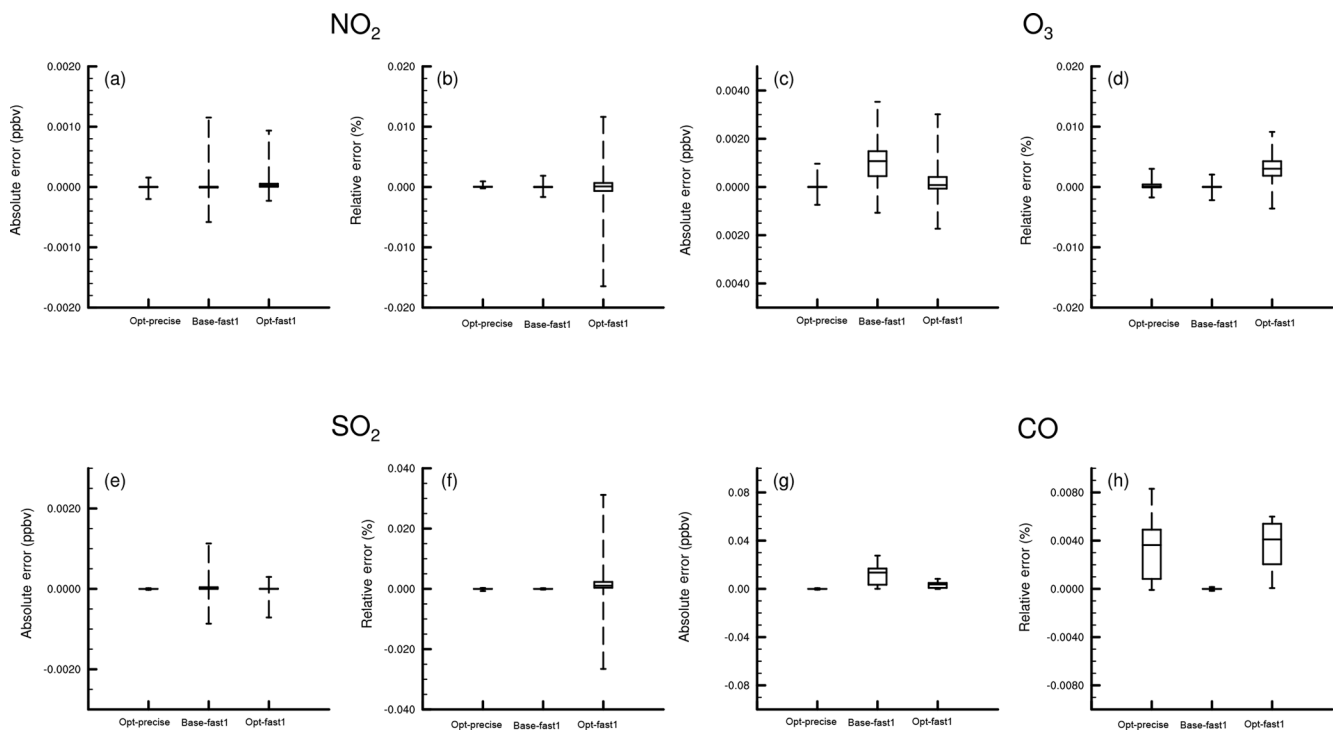 NO₂
O₃
(a)
Absolute error (ppbv)
0.0020
0.0010
0.0000
-0.0010
-0.0020
Opt-precise Base-fast1 Opt-fast1
(b)
Relative error (%)
0.020
0.010
0.000
-0.010
-0.020
Opt-precise Base-fast1 Opt-fast1
(c)
Absolute error (ppbv)
0.0040
0.0020
0.0000
0.0020
0.0040
Opt-precise Base-fast1 Opt-fast1
(d)
Relative error (%)
0.020
0.010
0.000
-0.010
-0.020
Opt-precise Base-fast1 Opt-fast1
SO₂
CO
(e)
Absolute error (ppbv)
0.0020
0.0000
-0.0020
Opt-precise Base-fast1 Opt-fast1
(f)
Relative error (%)
0.040
0.020
0.000
-0.020
-0.040
Opt-precise Base-fast1 Opt-fast1
(g)
Absolute error (ppbv)
0.08
0.04
0.00
-0.04
-0.08
Opt-precise Base-fast1 Opt-fast1
(h)
Relative error (%)
0.0080
0.0040
0.0000
-0.0040
-0.0080
Opt-precise Base-fast1 Opt-fast1